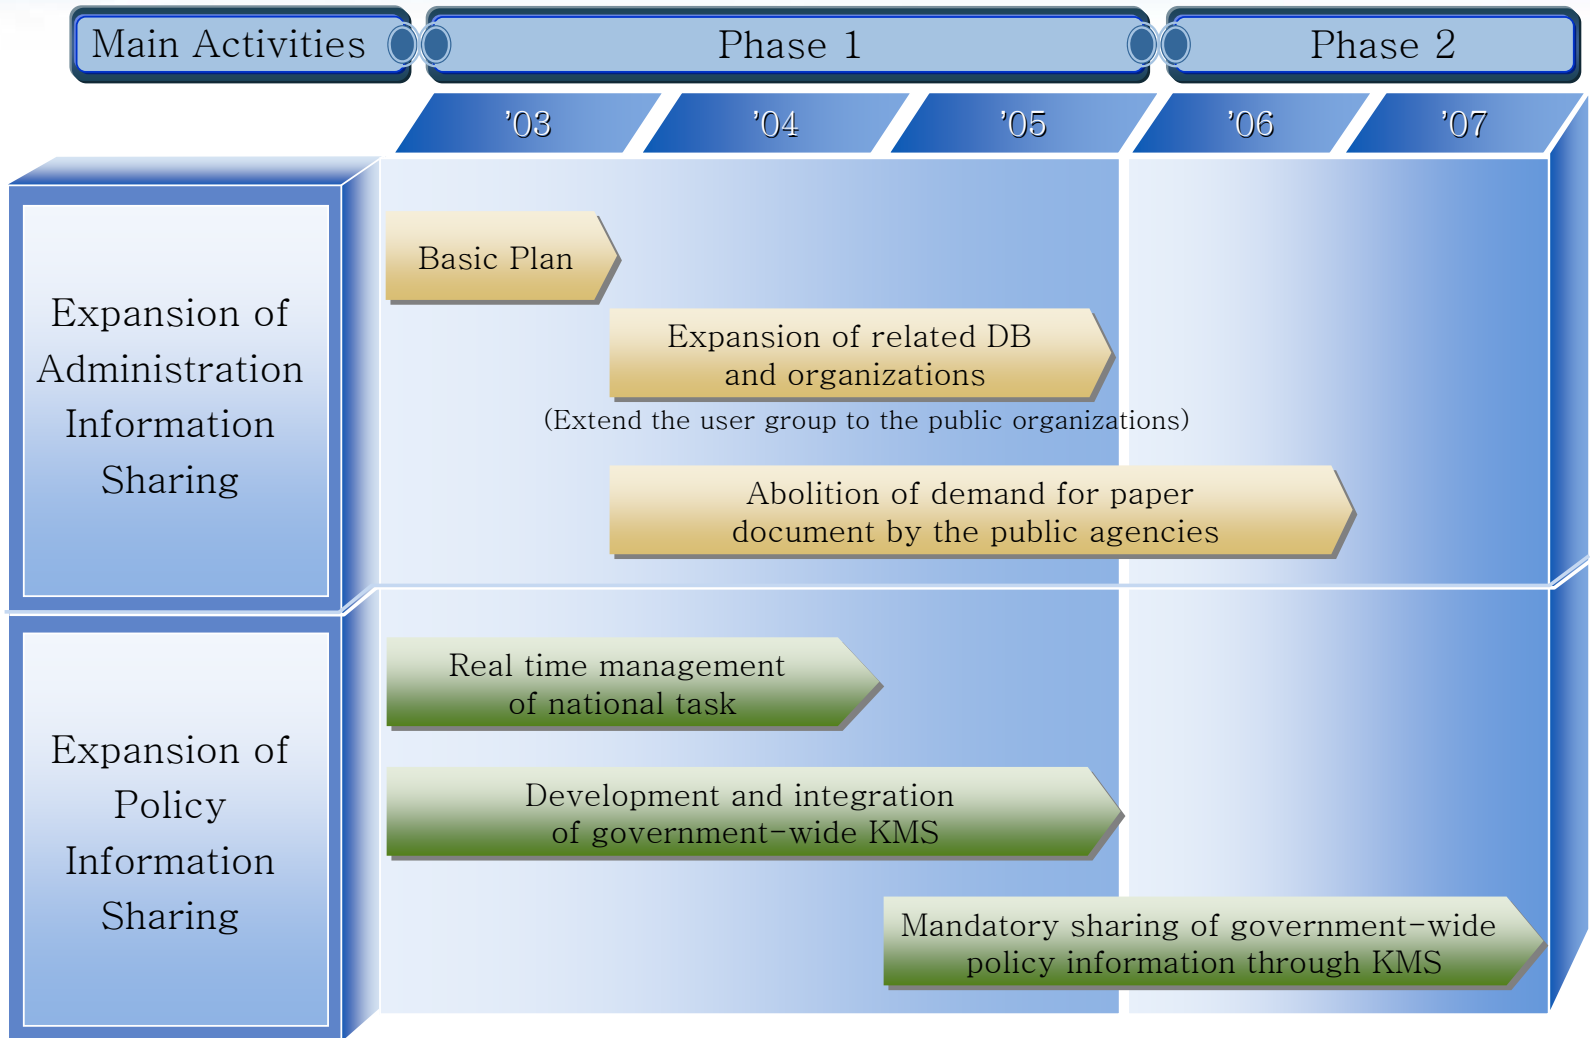 Main Activities
Phase 1
Phase 2
'03
'04
'05
'06
'07
Expansion of
Administration
Information
Sharing
Basic Plan
Expansion of related DB
and organizations
(Extend the user group to the public organizations)
Abolition of demand for paper
document by the public agencies
Expansion of
Policy
Information
Sharing
Real time management
of national task
Development and integration
of government-wide KMS
Mandatory sharing of government-wide
policy information through KMS